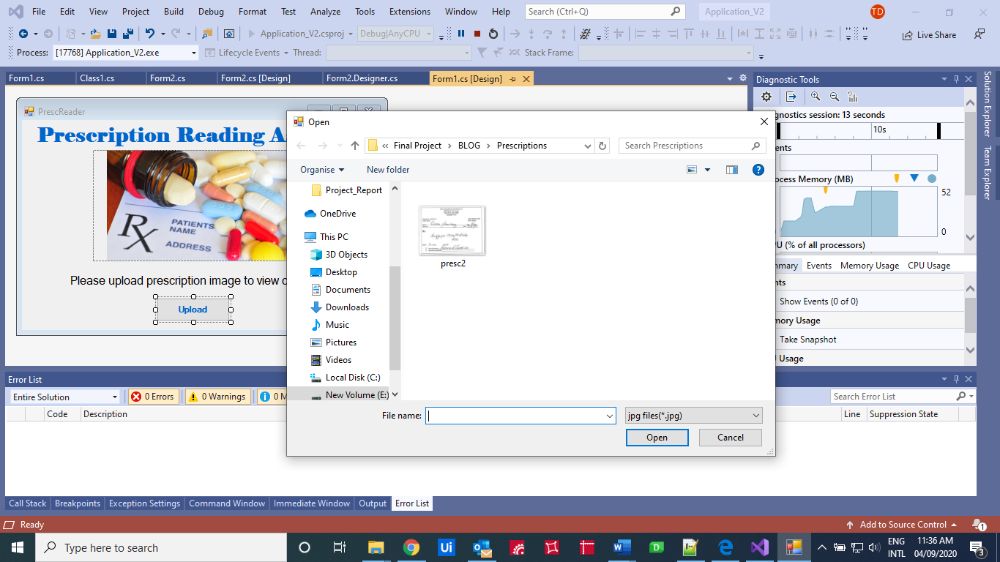 File Edit View Project Build Debug Format Test Analyze Tools Extensions Window Help Search (Ctrl+Q) Application_V2 TD
Application_V2.csproj Debug|AnyCPU Live Share
Process: [17768] Application_V2.exe Lifecycle Events Thread: Stack Frame:
Form1.cs Class1.cs Form2.cs Form2.cs [Design] Form2.Designer.cs Form1.cs [Design]
PrescReader
Prescription Reading A
Rx
PATIENTS
NAME
ADDRESS
Please upload prescription image to view
Upload
Open
« Final Project BLOG Prescriptions Search Prescriptions
Organise New folder
Project_Report
OneDrive
This PC
3D Objects
Desktop
Documents
Downloads
Music
Pictures
Videos
Local Disk (C:)
New Volume (E:)
presc2
File name: jpg files(*.jpg)
Open Cancel
Diagnostic Tools
gnostics session: 13 seconds
10s
ents
ocess Memory (MB)
52
0
U (% of all processors)
mmary Events Memory Usage CPU Usage
nts
Show Events (0 of 0)
mory Usage
Take Snapshot
U Usage
Solution Explorer
Team Explorer
Error List
Entire Solution 0 Errors 0 Warnings 0 M Search Error List
Code Description Line Suppression State
Call Stack Breakpoints Exception Settings Command Window Immediate Window Output Error List
Ready Add to Source Control 1
Type here to search
ENG 11:36 AM
INTL 04/09/2020 3